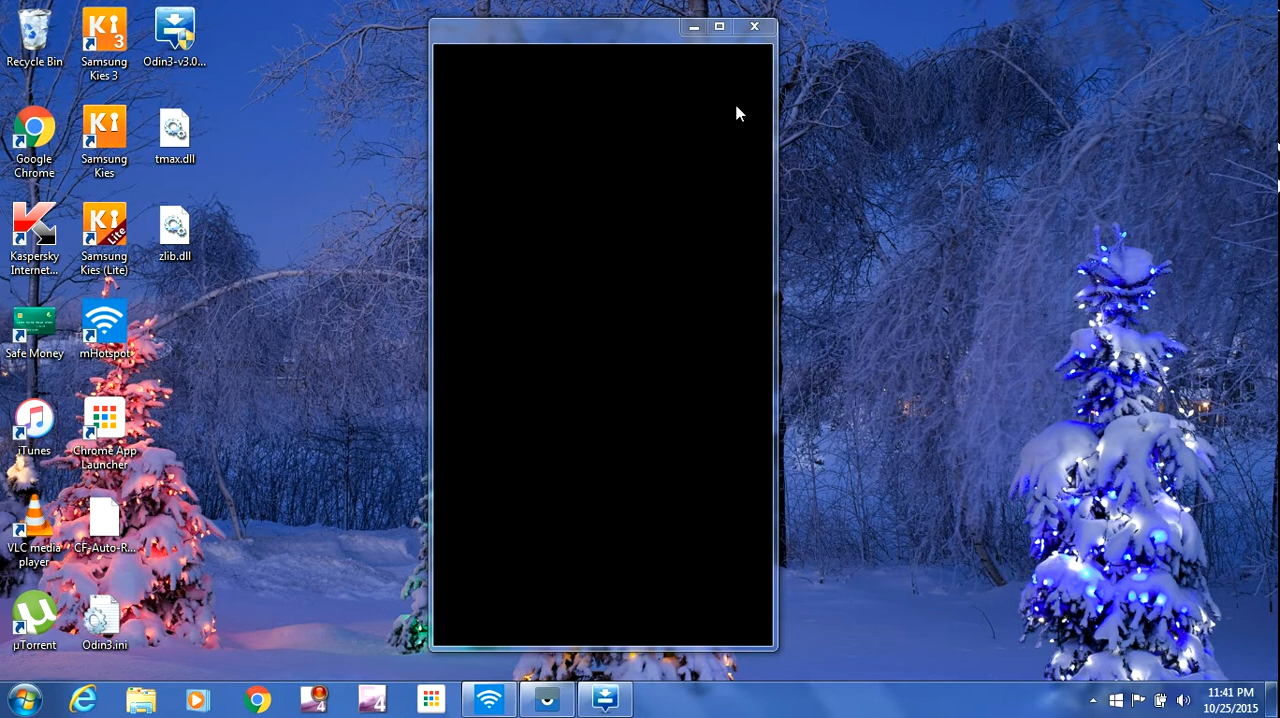 Recycle Bin
Samsung
Kies 3
Odin3-v3.0...
Google
Chrome
Samsung
Kies
tmax.dll
Kaspersky
Internet...
Samsung
Kies (Lite)
zlib.dll
Safe Money
mHotspot
iTunes
Chrome App
Launcher
VLC media
player
CF-Auto-R...
µTorrent
Odin3.ini
11:41 PM
10/25/2015